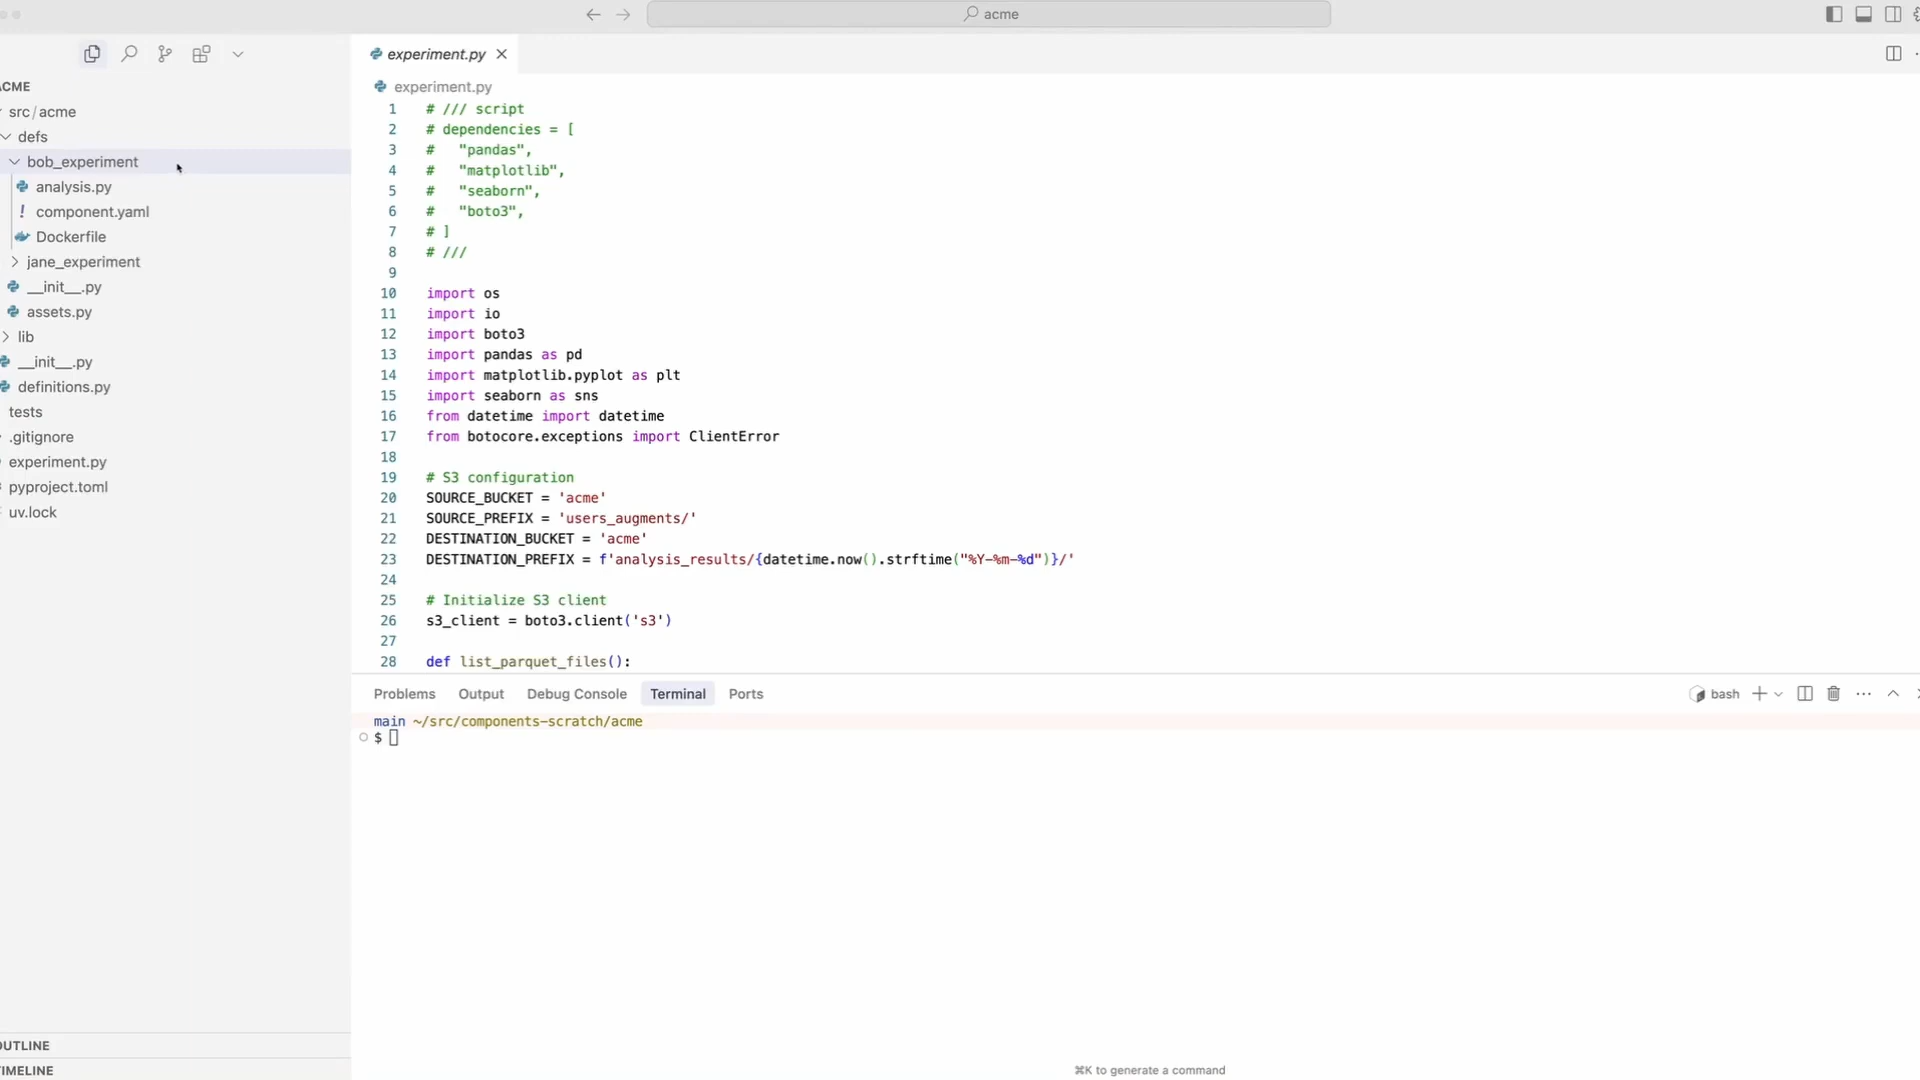 acme
experiment.py
ACME
src/acme
defs
bob_experiment
analysis.py
! component.yaml
Dockerfile
jane_experiment
__init__.py
assets.py
lib
__init__.py
definitions.py
tests
.gitignore
experiment.py
pyproject.toml
uv.lock
OUTLINE
TIMELINE
experiment.py
1 # /// script
2 # dependencies = [
3 #   "pandas",
4 #   "matplotlib",
5 #   "seaborn",
6 #   "boto3",
7 # ]
8 # ///
9
10 import os
11 import io
12 import boto3
13 import pandas as pd
14 import matplotlib.pyplot as plt
15 import seaborn as sns
16 from datetime import datetime
17 from botocore.exceptions import ClientError
18
19 # S3 configuration
20 SOURCE_BUCKET = 'acme'
21 SOURCE_PREFIX = 'users_augments/'
22 DESTINATION_BUCKET = 'acme'
23 DESTINATION_PREFIX = f'analysis_results/{datetime.now().strftime("%Y-%m-%d")}/'
24
25 # Initialize S3 client
26 s3_client = boto3.client('s3')
27
28 def list_parquet_files():
Problems Output Debug Console Terminal Ports
bash
main ~/src/components-scratch/acme
$
⌘K to generate a command